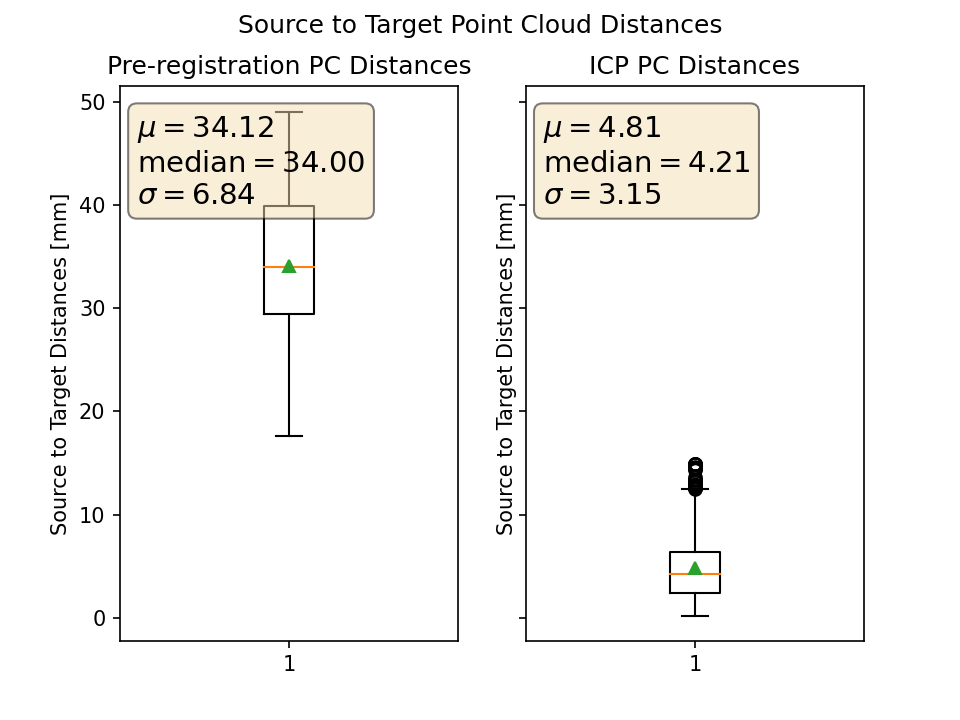 Source to Target Point Cloud Distances
Pre-registration PC Distances
Source to Target Distances [mm]
50
40
30
20
10
0
μ = 34.12
median = 34.00
σ = 6.84
1
ICP PC Distances
Source to Target Distances [mm]
μ = 4.81
median = 4.21
σ = 3.15
1